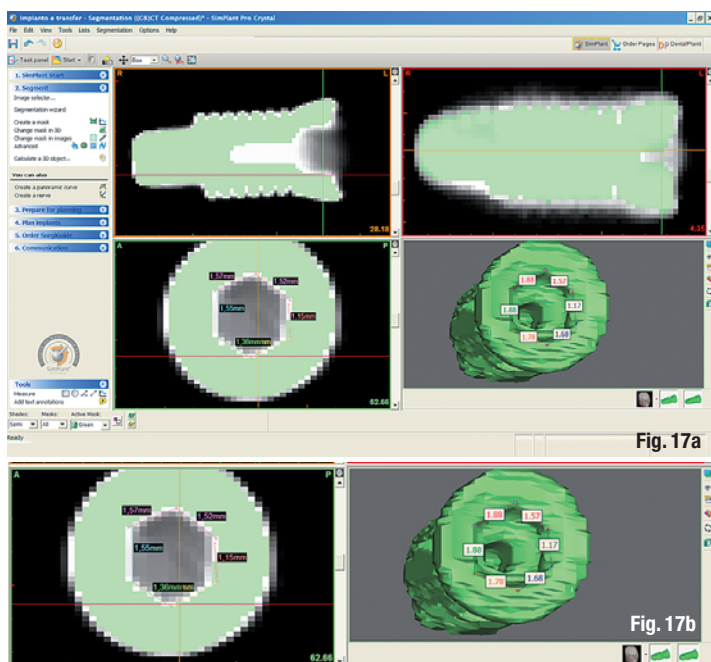 Impianto e transfer - Segmentation ((CB)CT Compressed)* - SimPlant Pro Crystal
File Edit View Tools Lists Segmentation Options Help
SimPlant Order Pages DentalPlant
Task panel Start Box
1. SimPlant Start
2. Segment
Image selector...
Segmentation wizard
Create a mask
Change mask in 3D
Change mask in images
Advanced
Calculate a 3D object...
You can also
Create a panoramic curve
Create a nerve
3. Prepare for planning
4. Plan implants
5. Order SurgiGuide
6. Communication
SimPlant
Tools
Measure
Add text annotations
Shades: Masks: Active Mask:
Semi All Green
Ready
R L
28.18
4.35
A P
1,57mm
1,52mm
1,55mm
1,15mm
1,36mm
62.66
1.88 1.57
1.88 1.17
1.78 1.68
Fig. 17a
A P
1,57mm
1,52mm
1,55mm
1,15mm
1,36mm
62.66
1.88 1.57
1.88 1.17
1.78 1.68
Fig. 17b